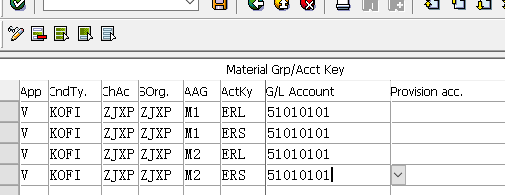 Material Grp/Acct Key
App CndTy. ChAc SOrg. AAG ActKy G/L Account Provision acc.
V KOFI ZJXP ZJXP M1 ERL 51010101
V KOFI ZJXP ZJXP M1 ERS 51010101
V KOFI ZJXP ZJXP M2 ERL 51010101
V KOFI ZJXP ZJXP M2 ERS 51010101